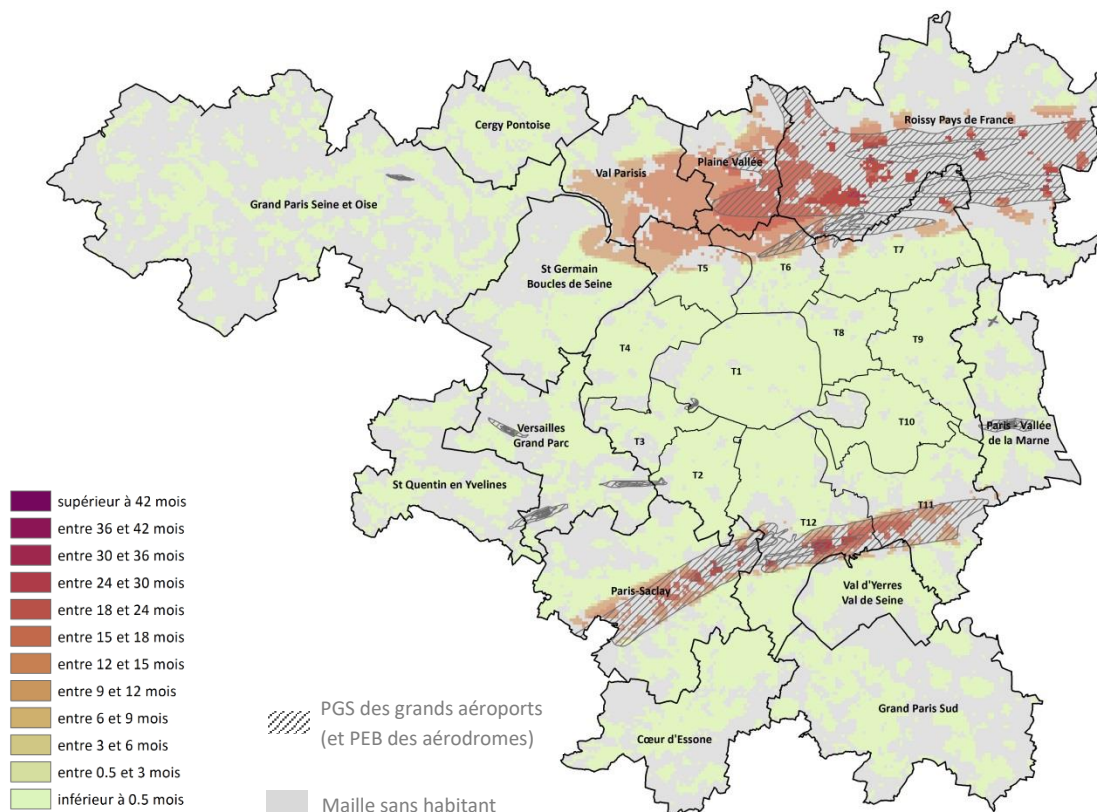 Cergy Pontoise
Roissy Pays de France
Plaine Vallée
Val Parisis
Grand Paris Seine et Oise
T7
T5
T6
St Germain
Boucles de Seine
T8
T9
T4
T1
T10
Versailles
Grand Parc
Paris - Vallée
de la Marne
T3
T2
St Quentin en Yvelines
T11
T12
Paris-Saclay
Val d'Yerres
Val de Seine
Grand Paris Sud
Cœur d'Essone
supérieur à 42 mois
entre 36 et 42 mois
entre 30 et 36 mois
entre 24 et 30 mois
entre 18 et 24 mois
entre 15 et 18 mois
entre 12 et 15 mois
entre 9 et 12 mois
entre 6 et 9 mois
entre 3 et 6 mois
entre 0.5 et 3 mois
inférieur à 0.5 mois
PGS des grands aéroports
(et PEB des aérodromes)
Maille sans habitant